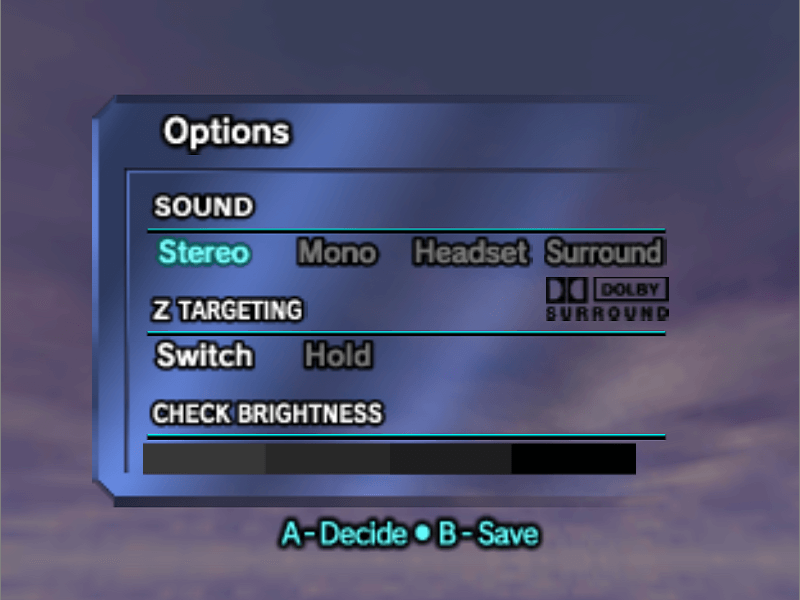 Options
SOUND
Stereo Mono Headset Surround
DOLBY
SURROUND
Z TARGETING
Switch Hold
CHECK BRIGHTNESS
A-Decide●B-Save